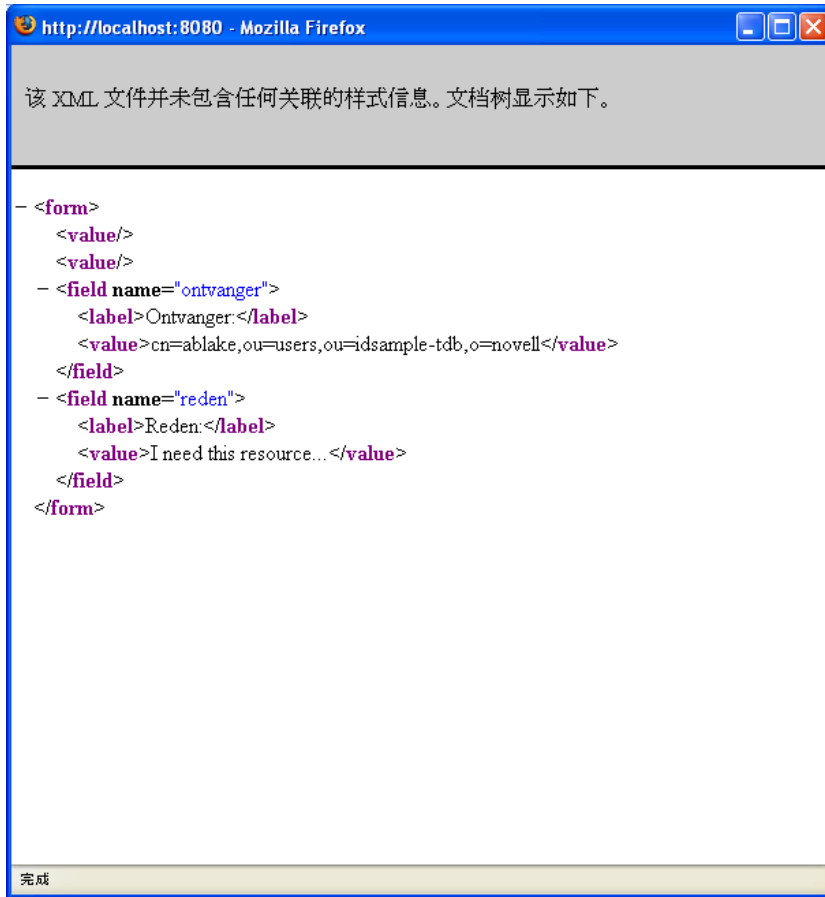 http://localhost:8080 - Mozilla Firefox
该 XML 文件并未包含任何关联的样式信息。文档树显示如下。
− <form>
<value/>
<value/>
− <field name="ontvanger">
<label>Ontvanger:</label>
<value>cn=ablake,ou=users,ou=idsample-tdb,o=novell</value>
</field>
− <field name="reden">
<label>Reden:</label>
<value>I need this resource...</value>
</field>
</form>
完成